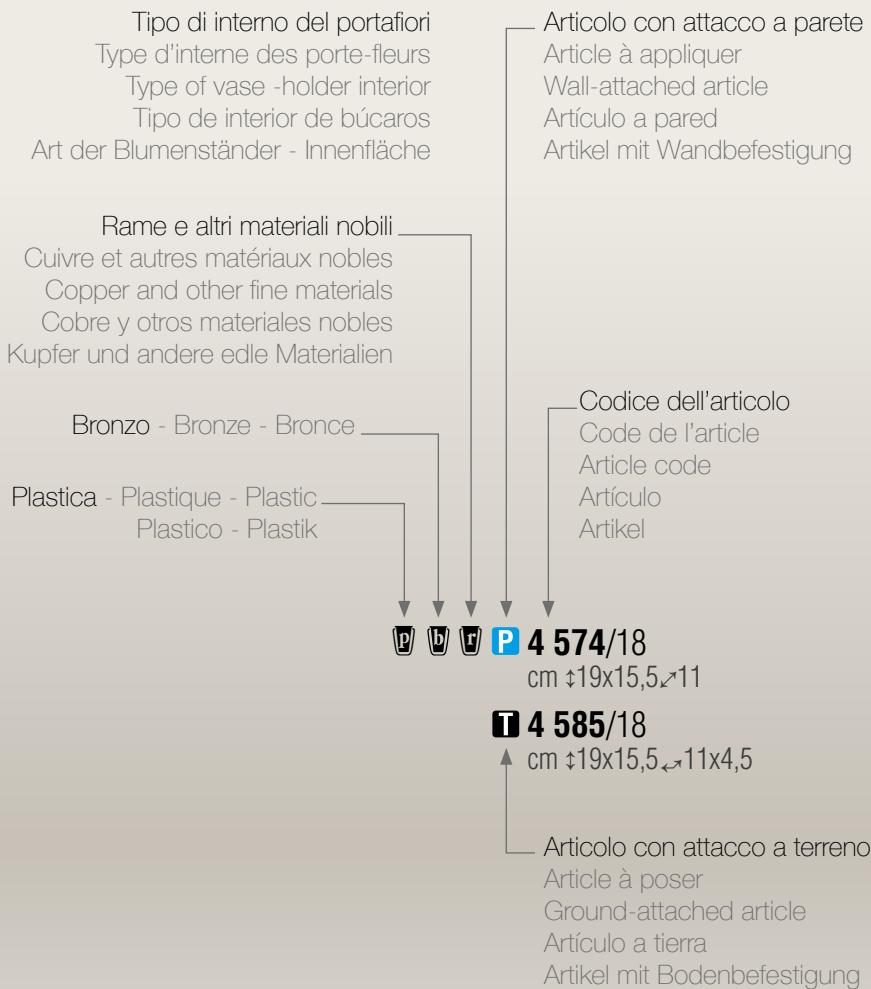 Tipo di interno del portafiori
Type d'interne des porte-fleurs
Type of vase -holder interior
Tipo de interior de búcaros
Art der Blumenständer - Innenfläche
Articolo con attacco a parete
Article à appliquer
Wall-attached article
Artículo a pared
Artikel mit Wandbefestigung
Rame e altri materiali nobili
Cuivre et autres matériaux nobles
Copper and other fine materials
Cobre y otros materiales nobles
Kupfer und andere edle Materialien
Bronzo - Bronze - Bronce
Plastica - Plastique - Plastic
Plastico - Plastik
Codice dell'articolo
Code de l'article
Article code
Artículo
Artikel
p b r P 4 574/18
cm ↕19x15,5⤢11
T 4 585/18
cm ↕19x15,5⤢11x4,5
Articolo con attacco a terreno
Article à poser
Ground-attached article
Artículo a tierra
Artikel mit Bodenbefestigung